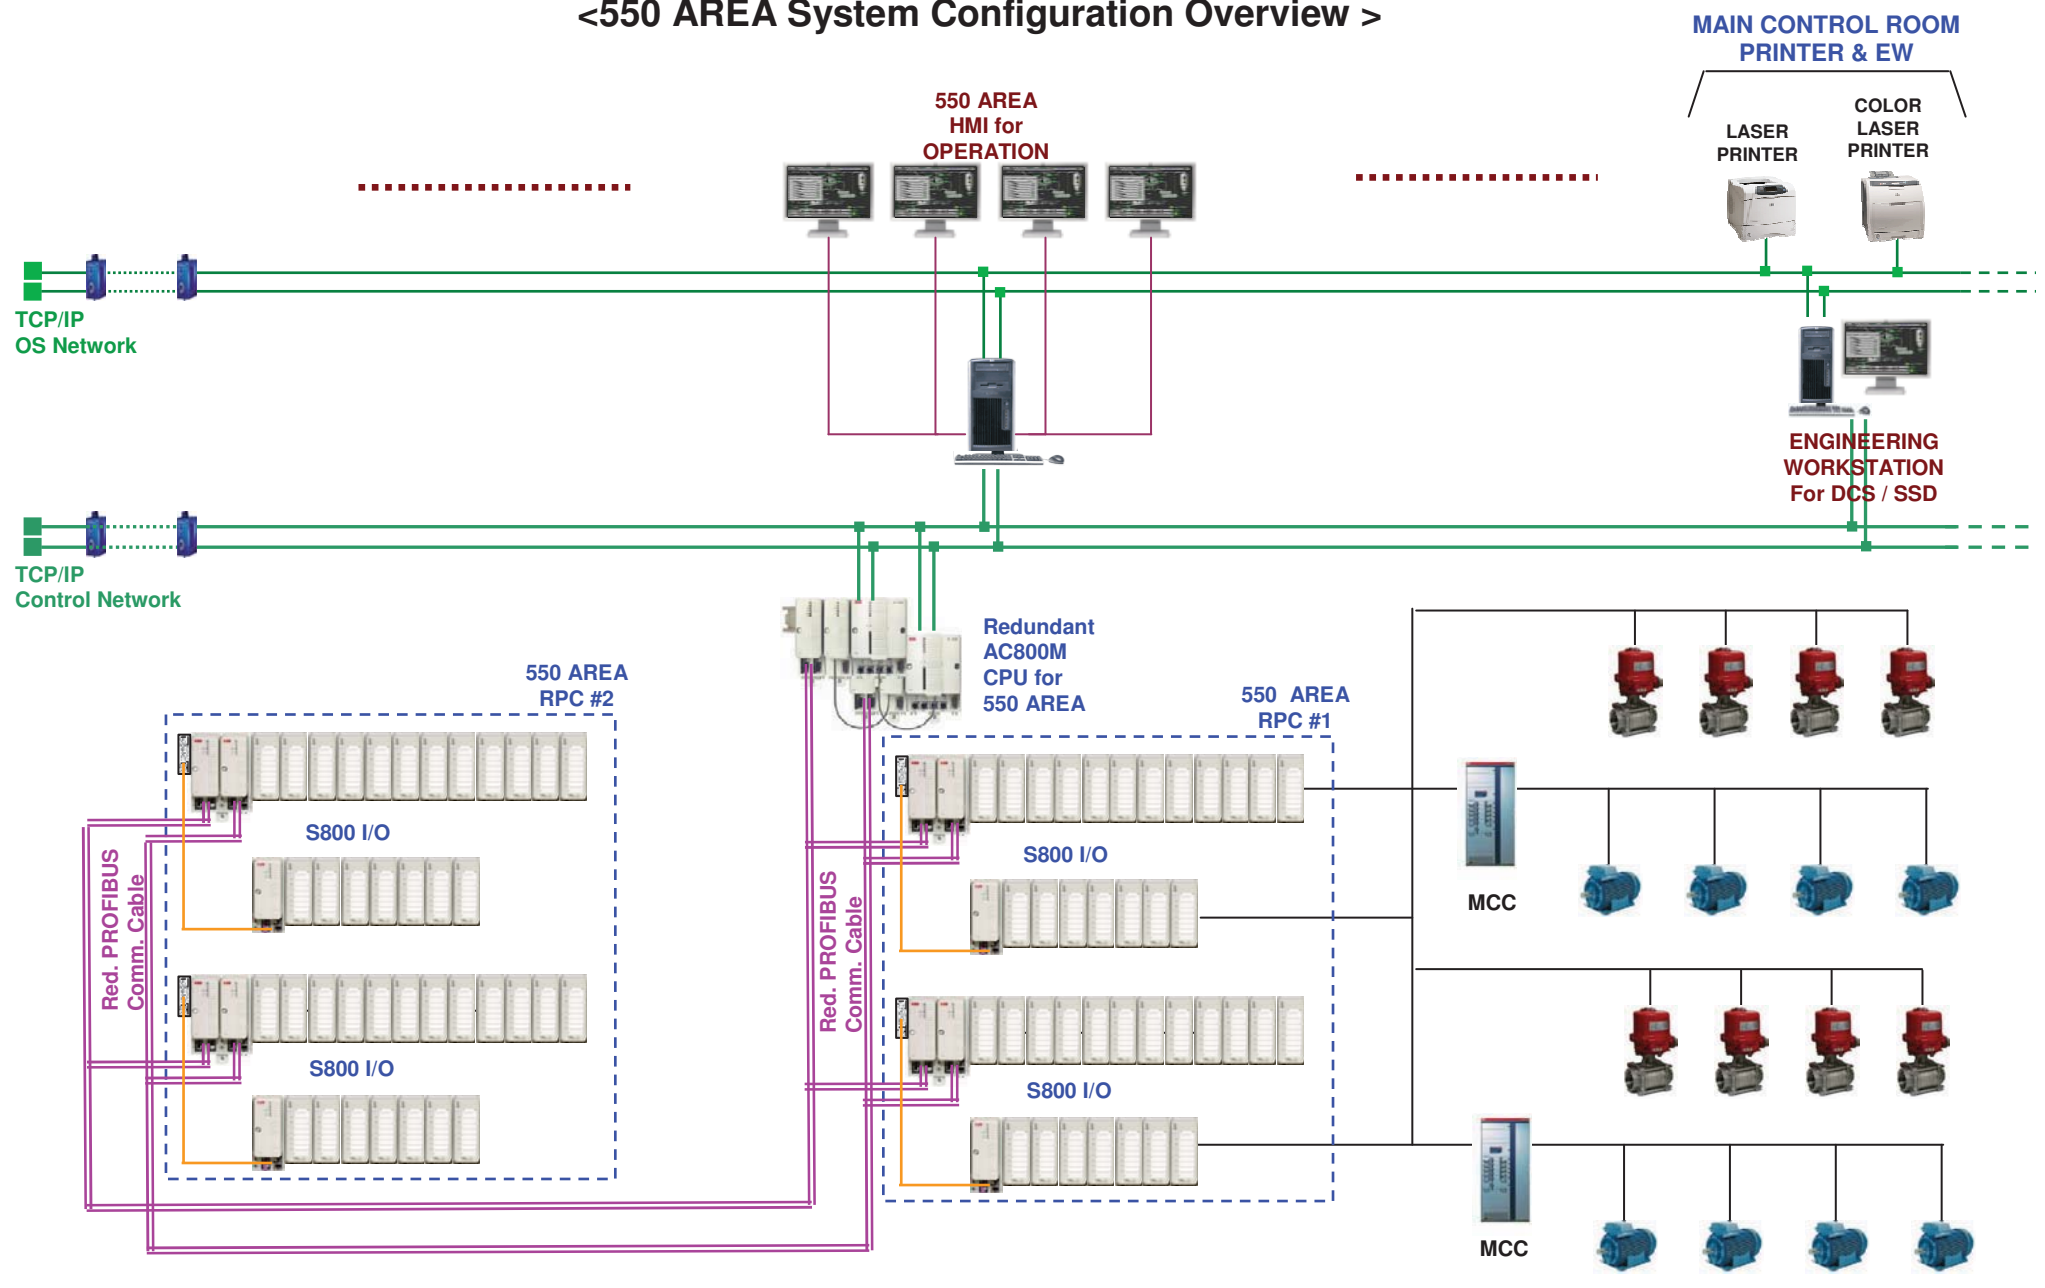 <550 AREA System Configuration Overview >
MAIN CONTROL ROOM
PRINTER & EW
550 AREA
HMI for
OPERATION
LASER
PRINTER
COLOR
LASER
PRINTER
TCP/IP
OS Network
ENGINEERING
WORKSTATION
For DCS / SSD
TCP/IP
Control Network
Redundant
AC800M
CPU for
550 AREA
550 AREA
RPC #2
550 AREA
RPC #1
S800 I/O
S800 I/O
Red. PROFIBUS
Comm. Cable
Red. PROFIBUS
Comm. Cable
MCC
S800 I/O
S800 I/O
MCC